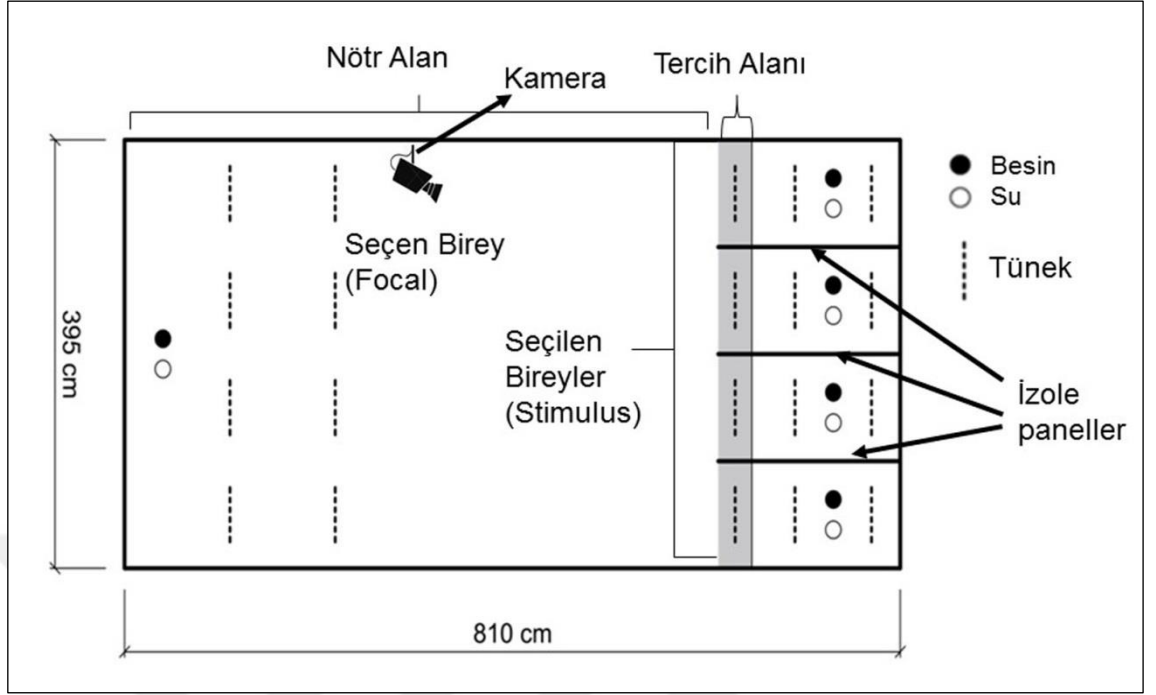 Nötr Alan
Kamera
Tercih Alanı
Besin
Su
Tünek
Seçen Birey
(Focal)
Seçilen
Bireyler
(Stimulus)
İzole
paneller
395 cm
810 cm